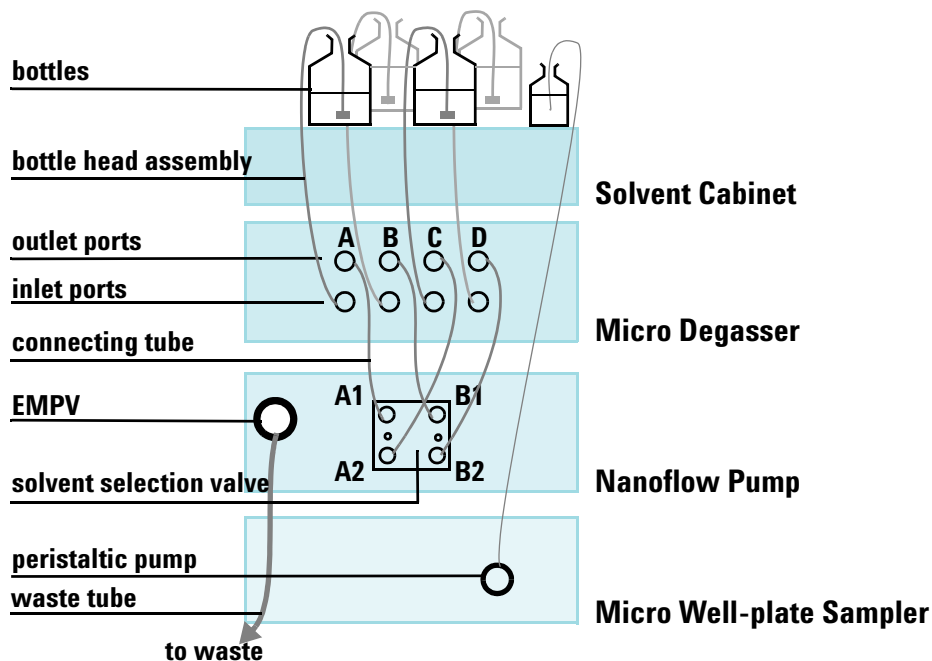 bottles
bottle head assembly
Solvent Cabinet
outlet ports
A B C D
inlet ports
Micro Degasser
connecting tube
A1 B1
EMPV
A2 B2
solvent selection valve
Nanoflow Pump
peristaltic pump
waste tube
Micro Well-plate Sampler
to waste